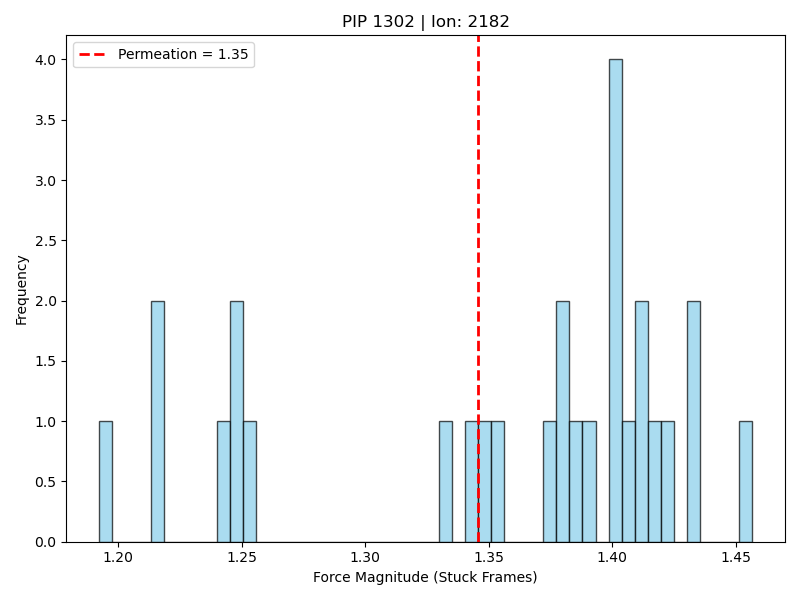 PIP 1302 | Ion: 2182
Permeation = 1.35
4.0
3.5
3.0
2.5
2.0
1.5
1.0
0.5
0.0
Frequency
1.20 1.25 1.30 1.35 1.40 1.45
Force Magnitude (Stuck Frames)